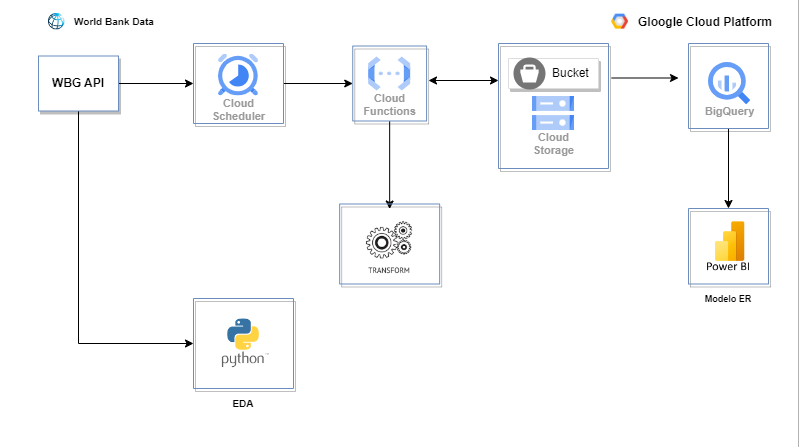 World Bank Data
Gloogle Cloud Platform
WBG API
Cloud
Scheduler
Cloud
Functions
Bucket
Cloud
Storage
BigQuery
TRANSFORM
Power BI
Modelo ER
python
EDA